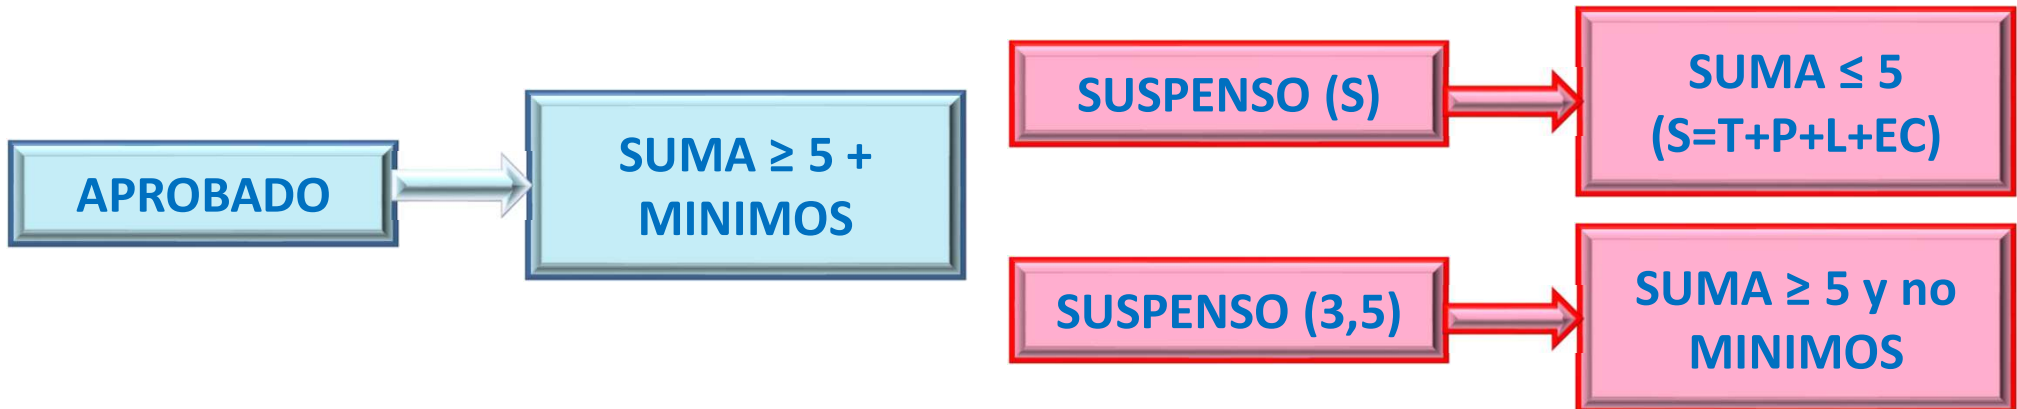 APROBADO
SUMA ≥ 5 +
MINIMOS
SUSPENSO (S)
SUMA ≤ 5
(S=T+P+L+EC)
SUSPENSO (3,5)
SUMA ≥ 5 y no
MINIMOS